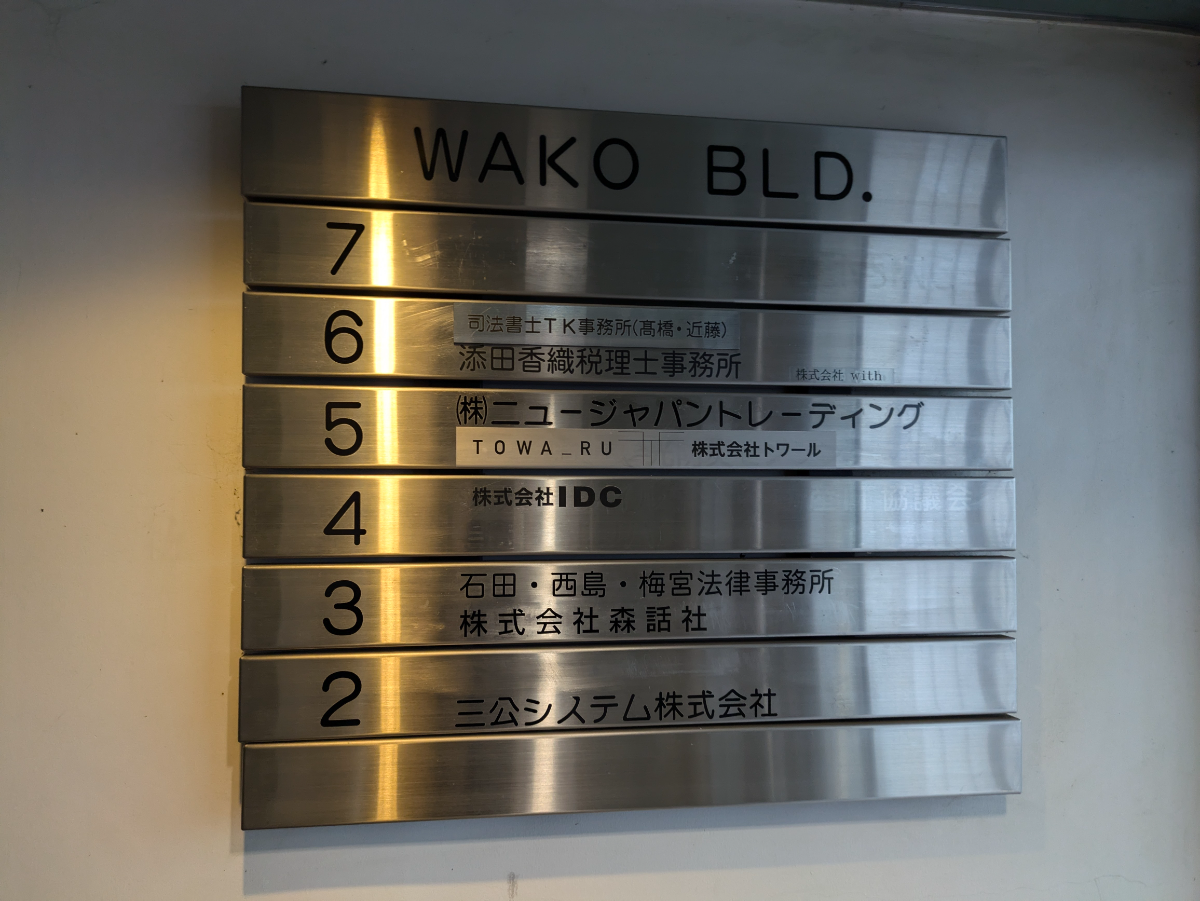 WAKO BLD.
7
6
司法書士TK事務所(髙橋・近藤)
添田香織税理士事務所
株式会社 with
5
㈱ニュージャパントレーディング
TOWA_RU 株式会社トワール
4
株式会社IDC
3
石田・西島・梅宮法律事務所
株式会社森話社
2
三公システム株式会社